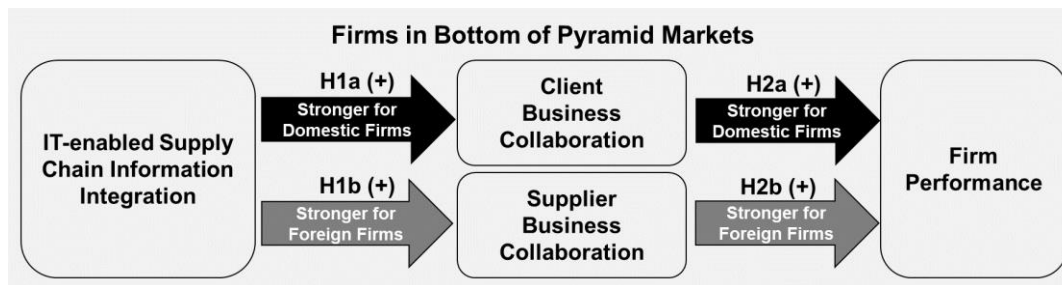 Firms in Bottom of Pyramid Markets
IT-enabled Supply
Chain Information
Integration
H1a (+)
Stronger for
Domestic Firms
H1b (+)
Stronger for
Foreign Firms
Client
Business
Collaboration
Supplier
Business
Collaboration
H2a (+)
Stronger for
Domestic Firms
H2b (+)
Stronger for
Foreign Firms
Firm
Performance